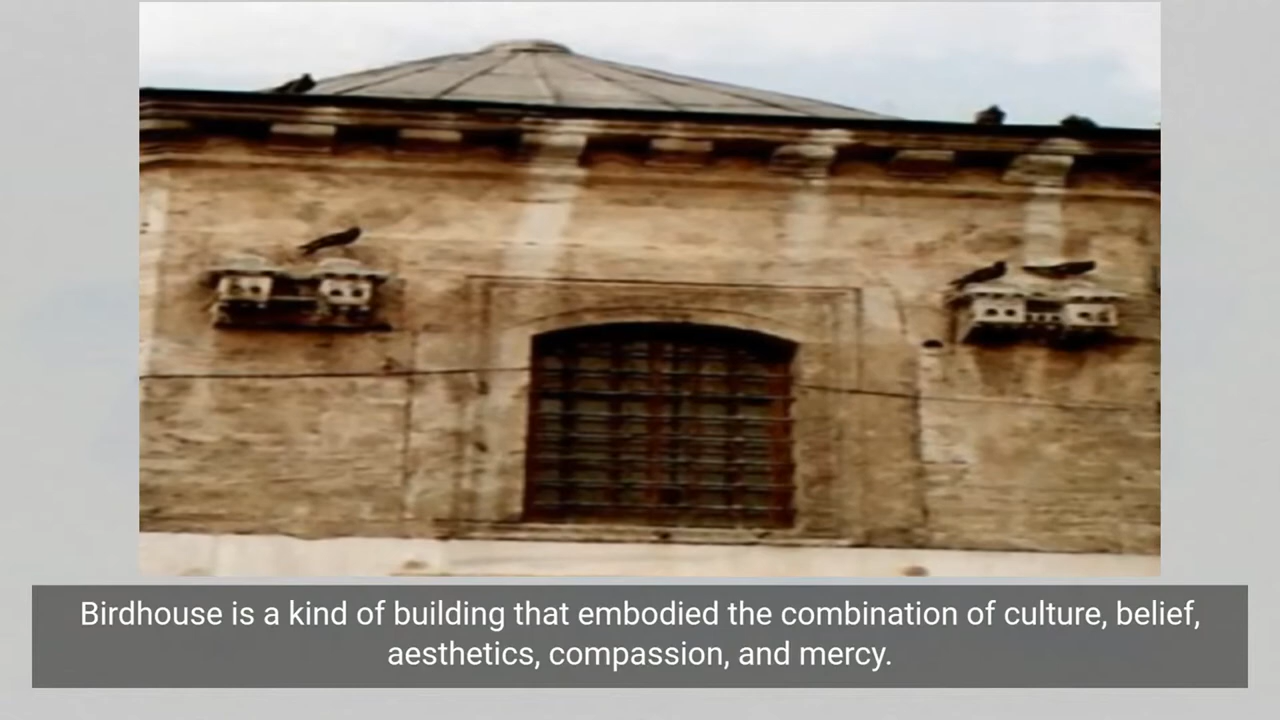 Birdhouse is a kind of building that embodied the combination of culture, belief,
aesthetics, compassion, and mercy.